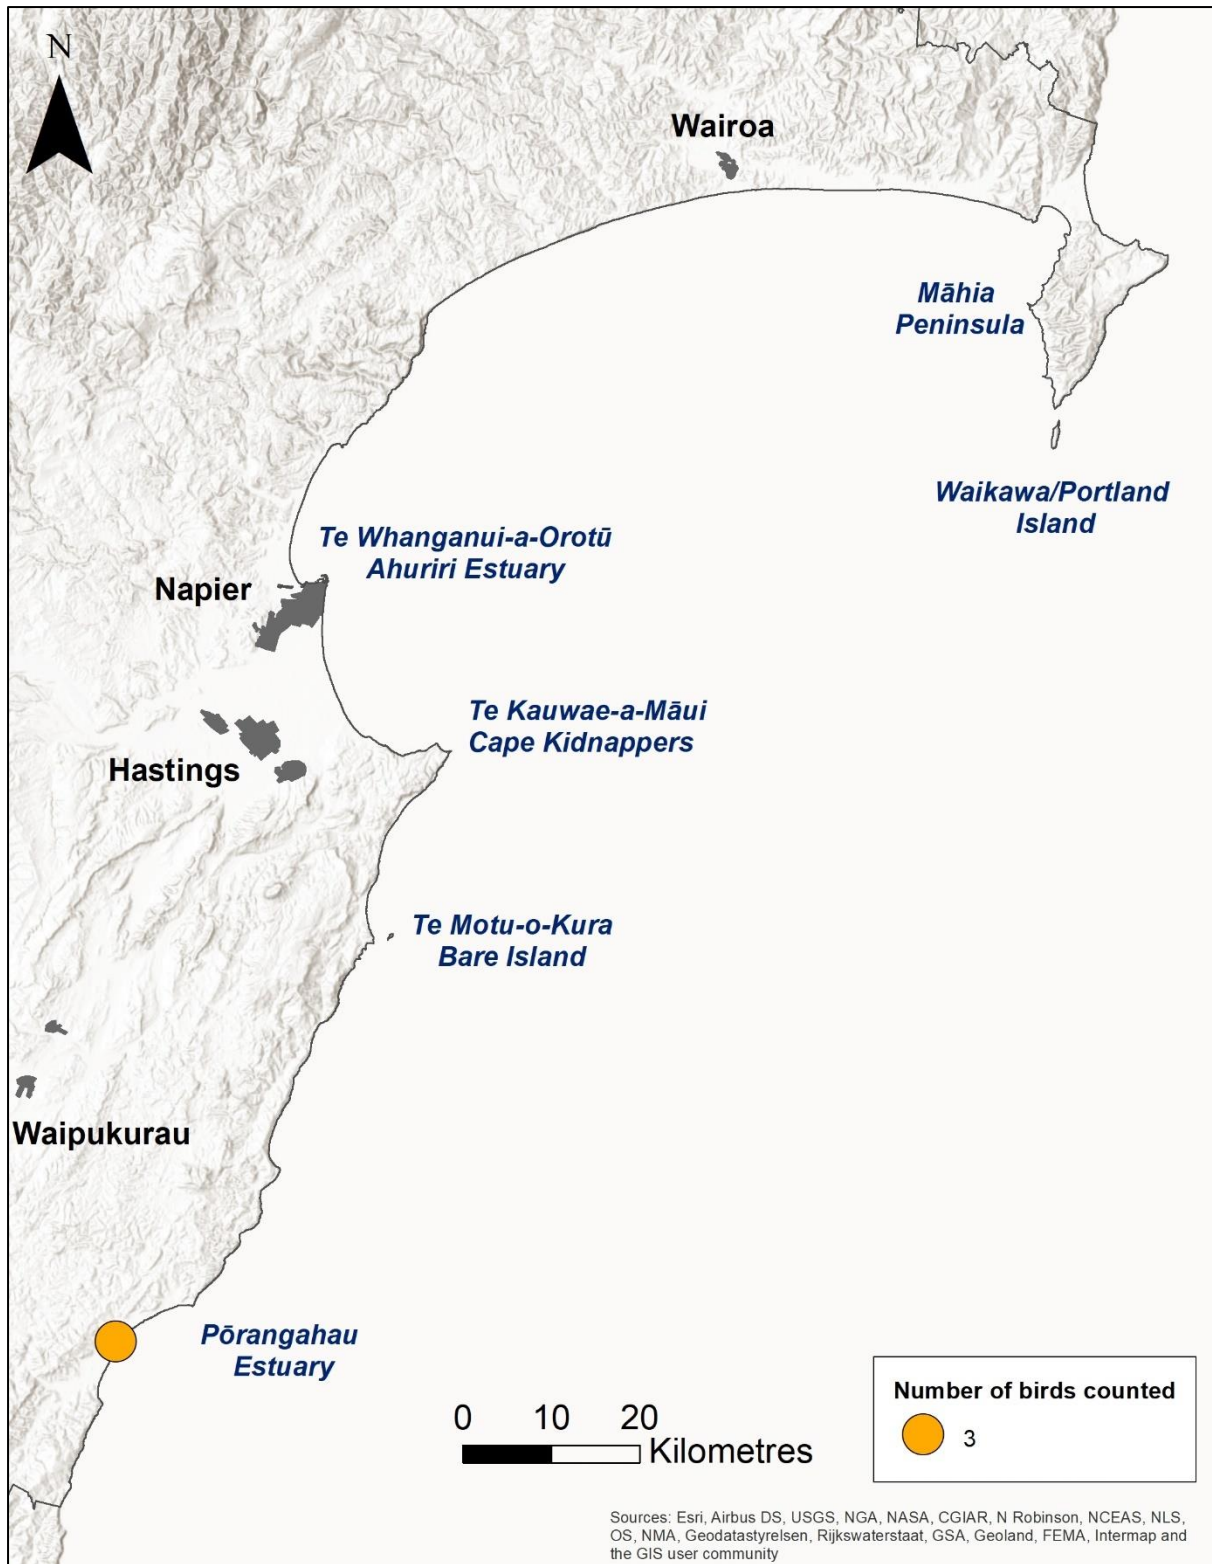 N
Wairoa
Māhia
Peninsula
Waikawa/Portland
Island
Te Whanganui-a-Orotū
Ahuriri Estuary
Napier
Te Kauwae-a-Māui
Cape Kidnappers
Hastings
Te Motu-o-Kura
Bare Island
Waipukurau
Pōrangahau
Estuary
0 10 20
Kilometres
Number of birds counted
3
Sources: Esri, Airbus DS, USGS, NGA, NASA, CGIAR, N Robinson, NCEAS, NLS,
OS, NMA, Geodatastyrelsen, Rijkswaterstaat, GSA, Geoland, FEMA, Intermap and
the GIS user community